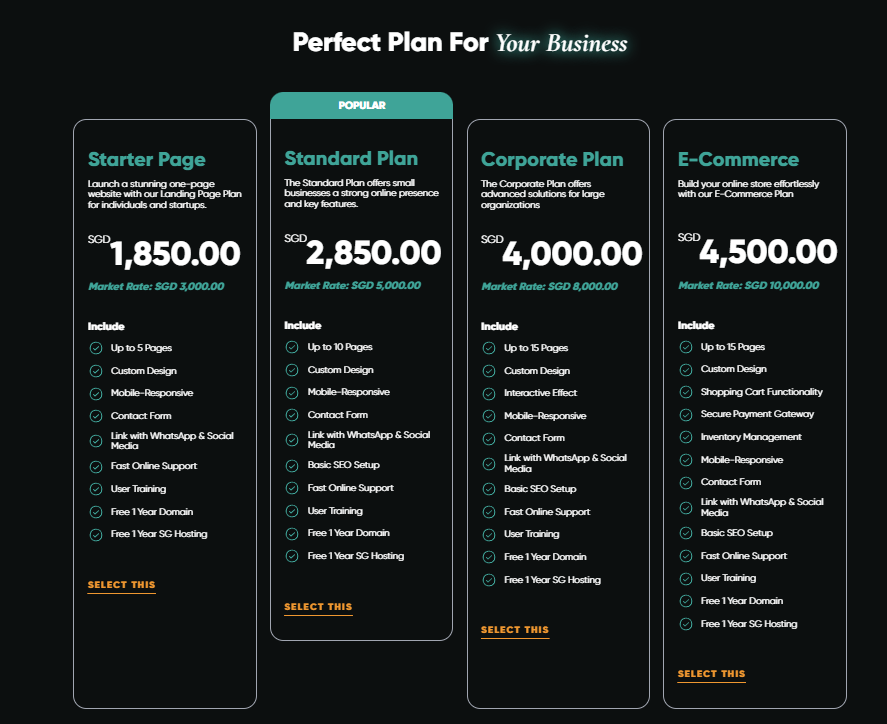 Perfect Plan For Your Business
Starter Page
Launch a stunning one-page
website with our Landing Page Plan
for individuals and startups.
SGD 1,850.00
Market Rate: SGD 3,000.00
Include
Up to 5 Pages
Custom Design
Mobile-Responsive
Contact Form
Link with WhatsApp & Social
Media
Fast Online Support
User Training
Free 1 Year Domain
Free 1 Year SG Hosting
SELECT THIS
POPULAR
Standard Plan
The Standard Plan offers small
businesses a strong online presence
and key features.
SGD 2,850.00
Market Rate: SGD 5,000.00
Include
Up to 10 Pages
Custom Design
Mobile-Responsive
Contact Form
Link with WhatsApp & Social
Media
Basic SEO Setup
Fast Online Support
User Training
Free 1 Year Domain
Free 1 Year SG Hosting
SELECT THIS
Corporate Plan
The Corporate Plan offers
advanced solutions for large
organizations
SGD 4,000.00
Market Rate: SGD 8,000.00
Include
Up to 15 Pages
Custom Design
Interactive Effect
Mobile-Responsive
Contact Form
Link with WhatsApp & Social
Media
Basic SEO Setup
Fast Online Support
User Training
Free 1 Year Domain
Free 1 Year SG Hosting
SELECT THIS
E-Commerce
Build your online store effortlessly
with our E-Commerce Plan
SGD 4,500.00
Market Rate: SGD 10,000.00
Include
Up to 15 Pages
Custom Design
Shopping Cart Functionality
Secure Payment Gateway
Inventory Management
Mobile-Responsive
Contact Form
Link with WhatsApp & Social
Media
Basic SEO Setup
Fast Online Support
User Training
Free 1 Year Domain
Free 1 Year SG Hosting
SELECT THIS